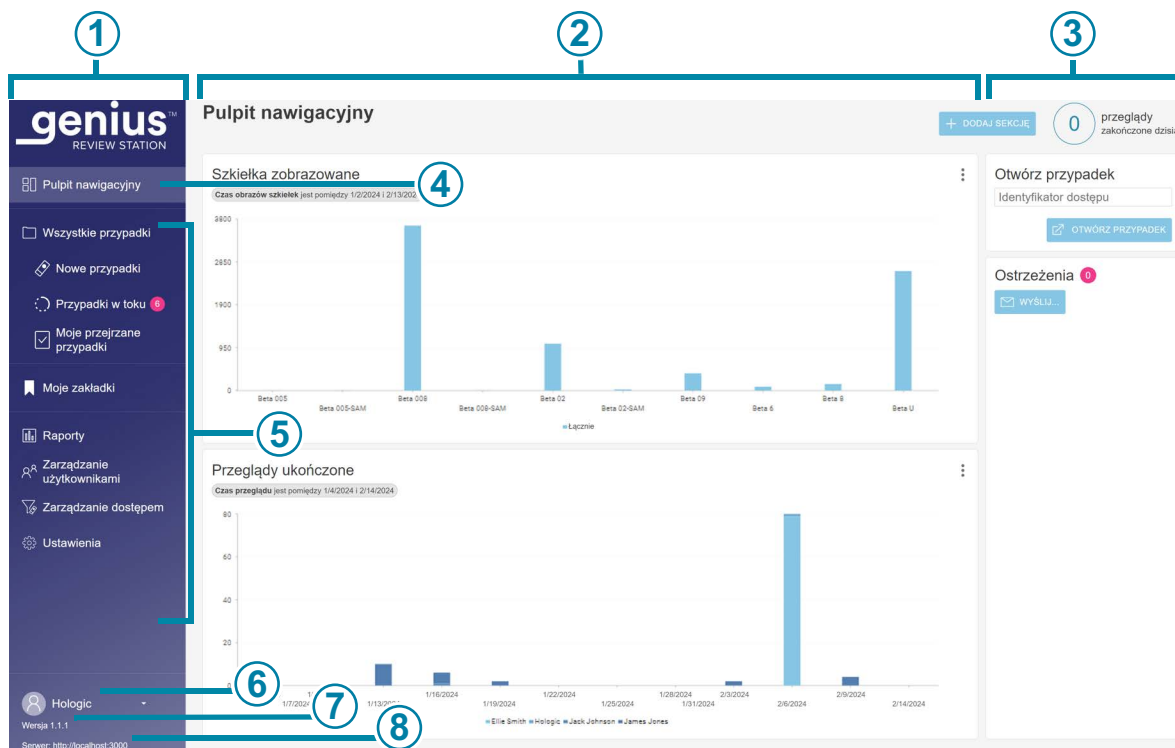 1
2
3
genius™
REVIEW STATION
Pulpit nawigacyjny
Wszystkie przypadki
Nowe przypadki
Przypadki w toku 6
Moje przejrzane
przypadki
Moje zakładki
Raporty
Zarządzanie
użytkownikami
Zarządzanie dostępem
Ustawienia
Hologic
Wersja 1.1.1
Serwer: http://localhost:3000
4
5
6
7
8
Pulpit nawigacyjny
+ DODAJ SEKCJĘ
0
przeglądy
zakończone dzisia
Szkiełka zobrazowane
Czas obrazów szkiełek jest pomiędzy 1/2/2024 i 2/13/202
3800
2850
1900
950
0
Beta 005
Beta 005-SAM
Beta 008
Beta 008-SAM
Beta 02
Beta 02-SAM
Beta 09
Beta 6
Beta 8
Beta U
Łącznie
Przeglądy ukończone
Czas przeglądu jest pomiędzy 1/4/2024 i 2/14/2024
80
60
40
20
0
1/7/2024
1/13/2024
1/16/2024
1/19/2024
1/22/2024
1/25/2024
1/28/2024
1/31/2024
2/3/2024
2/6/2024
2/9/2024
2/14/2024
Ellie Smith Hologic Jack Johnson James Jones
Otwórz przypadek
Identyfikator dostępu
OTWÓRZ PRZYPADEK
Ostrzeżenia 0
WYŚLIJ...